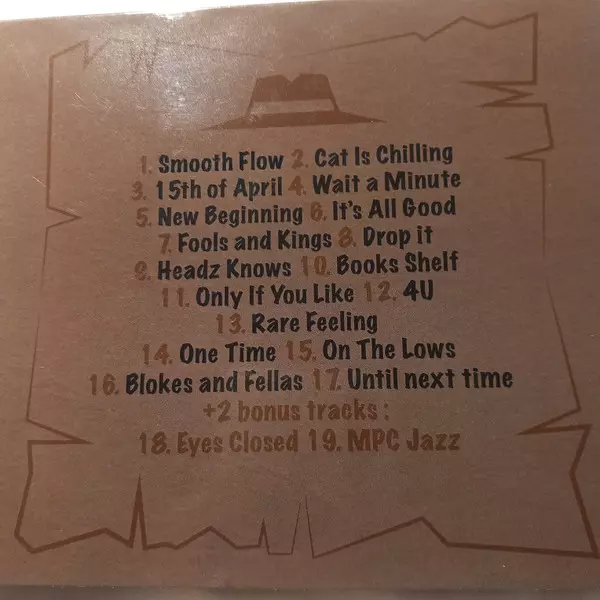 1. Smooth Flow 2. Cat Is Chilling
3. 15th of April 4. Wait a Minute
5. New Beginning 6. It's All Good
7. Fools and Kings 8. Drop it
9. Headz Knows 10. Books Shelf
11. Only If You Like 12. 4U
13. Rare Feeling
14. One Time 15. On The Lows
16. Blokes and Fellas 17. Until next time
+2 bonus tracks :
18. Eyes Closed 19. MPC Jazz